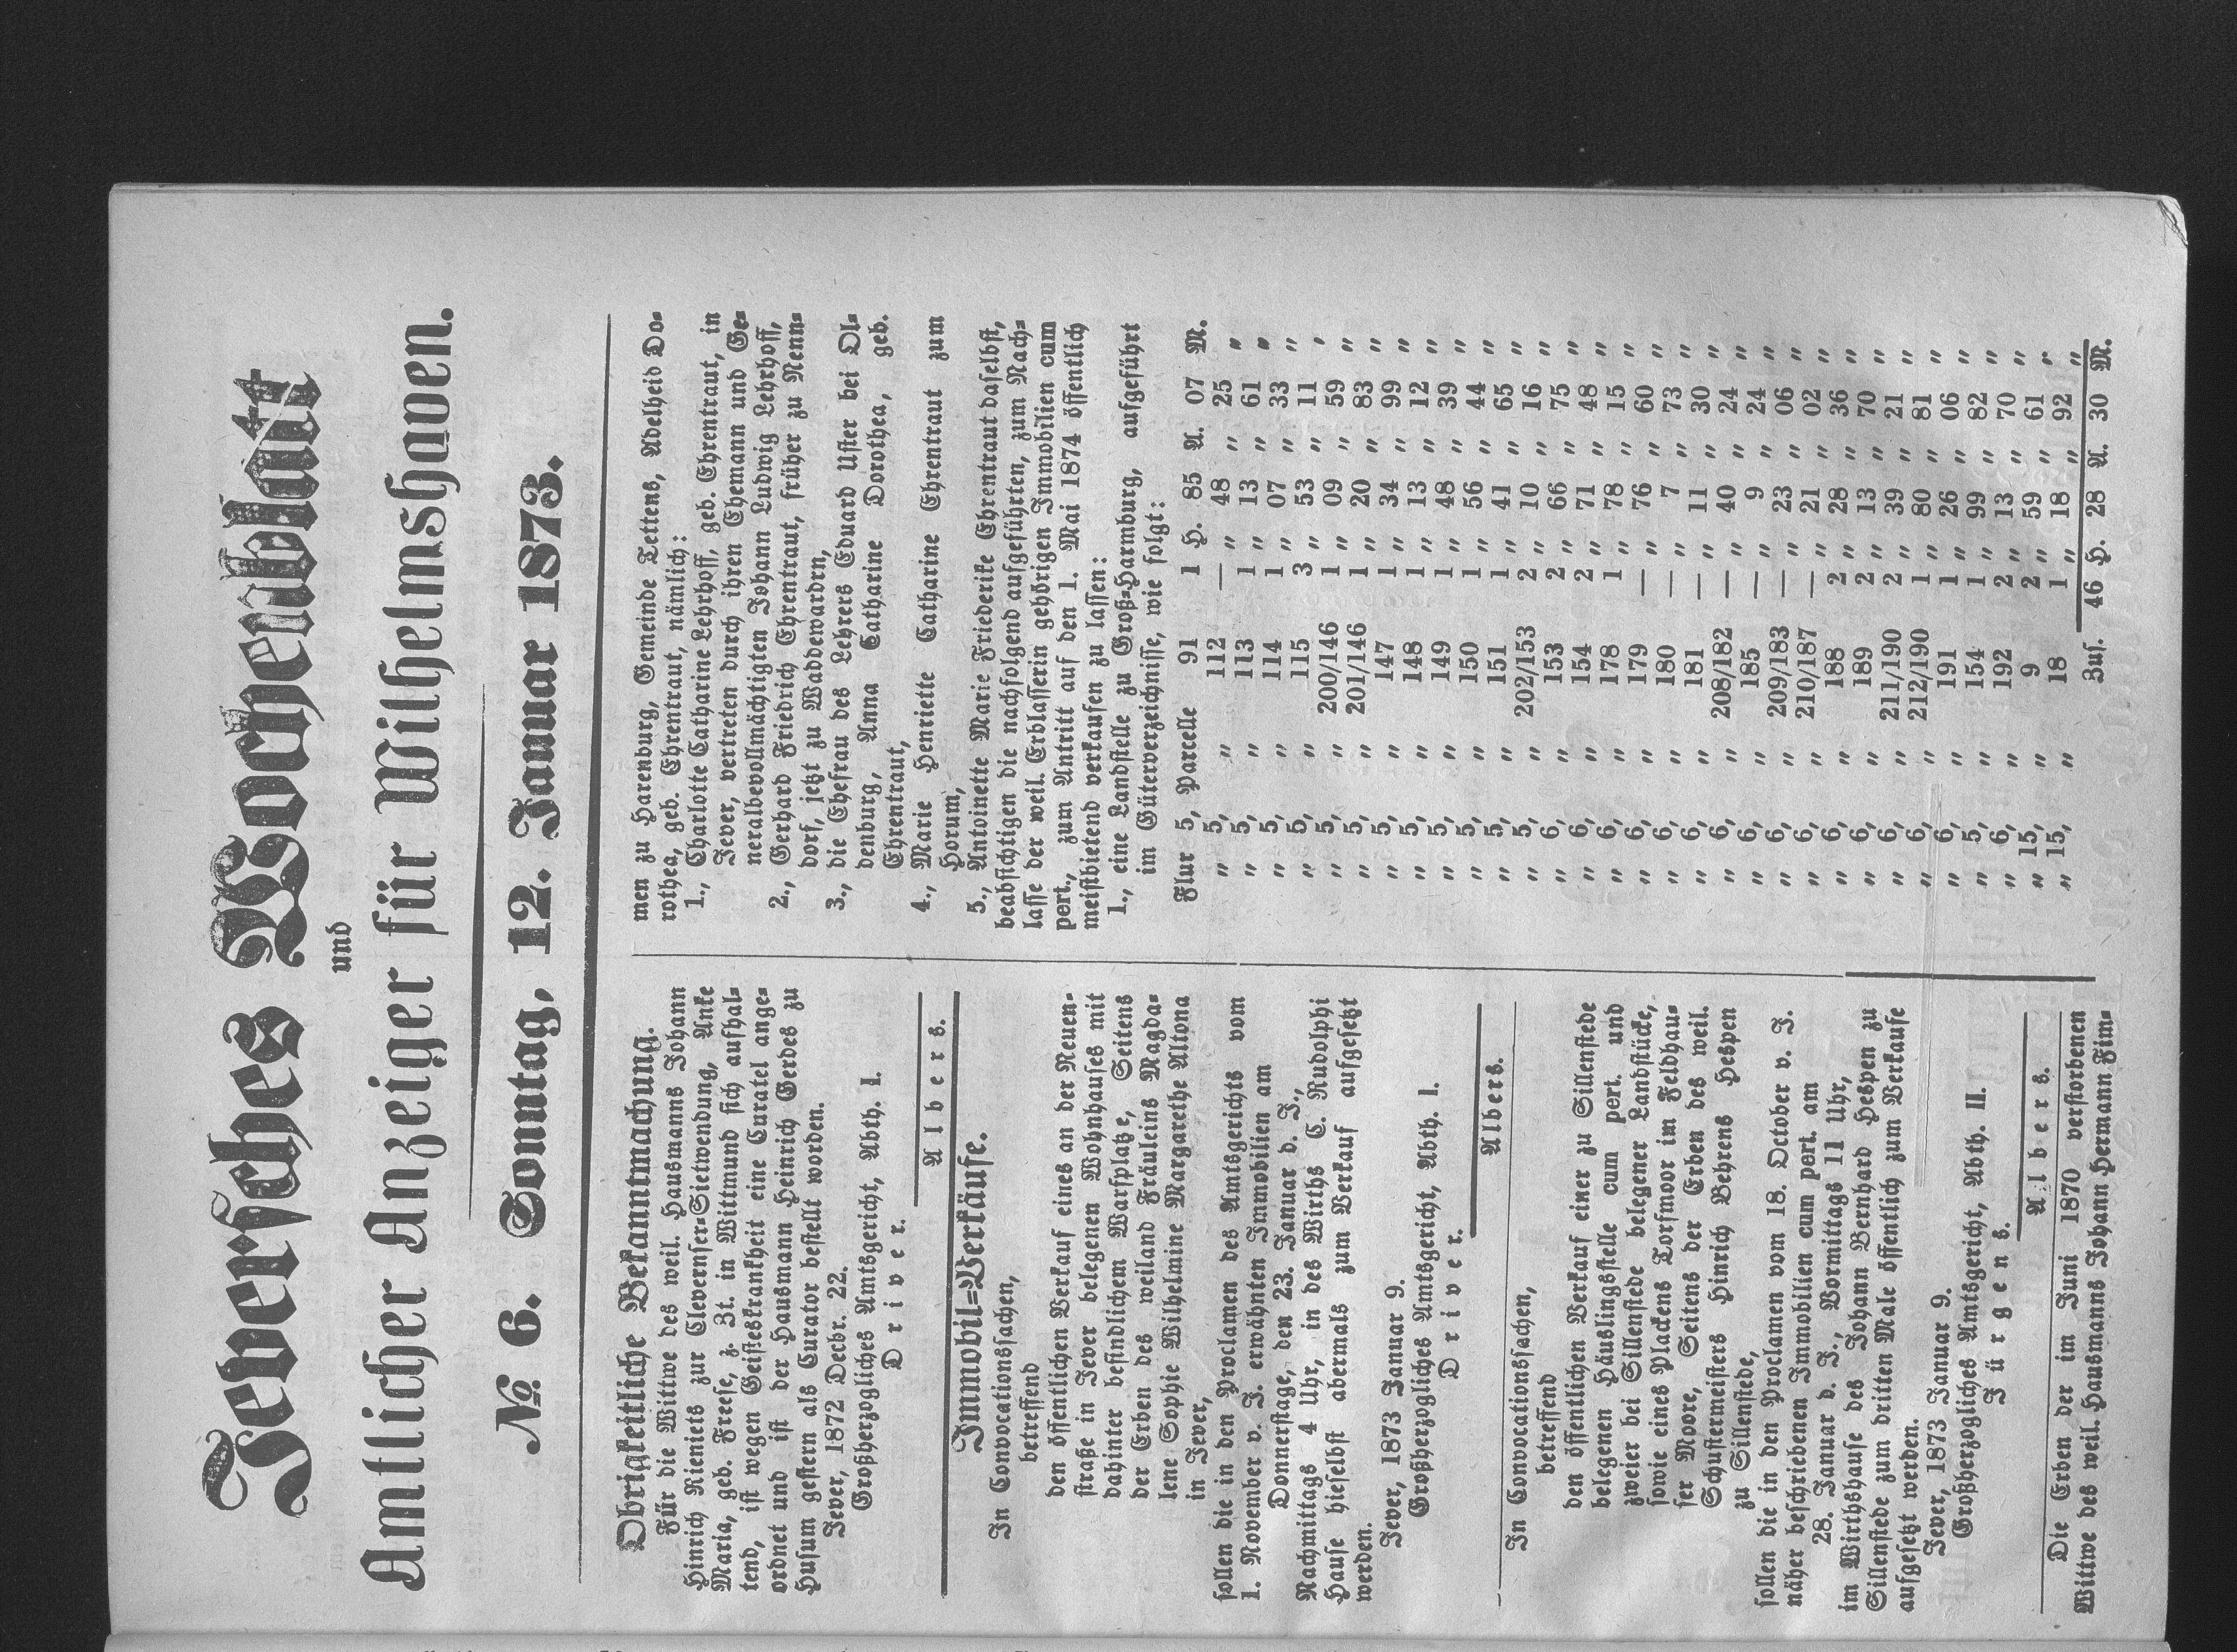 Jeversches Wochenblatt
und
Amtlicher Anzeiger für Wilhelmshaven.
№ 6. Sonntag, 12. Januar 1873.
Obrigkeitliche Bekanntmachung.
Für die Wittwe des weil. Hausmanns Johann
Hinrich Rieniets zur Clevernser-Sietwendung, Anke
Maria, geb. Freese, z. Zt. in Wittmund sich aufhal-
tend, ist wegen Geisteskrankheit eine Curatel ange-
ordnet und ist der Hausmann Heinrich Gerdes zu
Husum gestern als Curator bestellt worden.
Jever, 1872 Decbr. 22.
Großherzogliches Amtsgericht, Abth. I.
Driver.
Albers.
Immobil-Verkäufe.
In Convocationssachen,
betreffend
den öffentlichen Verkauf eines an der Neuen-
straße in Jever belegenen Wohnhauses mit
dahinter befindlichem Warfplatze, Seitens
der Erben des weiland Fräuleins Magda-
lene Sophie Wilhelmine Margarethe Altona
in Jever,
sollen die in den Proclamen des Amtsgerichts vom
1. November v. J. erwähnten Immobilien am
Donnerstage, den 23. Januar d. J.,
Nachmittags 4 Uhr, in des Wirths C. Rudolphi
Hause hieselbst abermals zum Verkauf aufgesetzt
werden.
Jever, 1873 Januar 9.
Großherzogliches Amtsgericht, Abth. I.
Driver.
Albers.
In Convocationssachen,
betreffend
den öffentlichen Verkauf einer zu Sillenstede
belegenen Häuslingsstelle cum pert. und
zweier bei Sillenstede belegener Landstücke,
sowie eines Plackens Torfmoor im Feldhau-
ser Moore, Seitens der Erben des weil.
Schustermeisters Hinrich Behrens Hespen
zu Sillenstede,
sollen die in den Proclamen vom 18. October v. J.
näher beschriebenen Immobilien cum pert. am
28. Januar d. J., Vormittags 11 Uhr,
im Wirthshause des Johann Bernhard Hespen zu
Sillenstede zum dritten Male öffentlich zum Verkaufe
aufgesetzt werden.
Jever, 1873 Januar 9.
Großherzogliches Amtsgericht, Abth. II.
Jürgens.
Albers.
Die Erben der im Juni 1870 verstorbenen
Wittwe des weil. Hausmanns Johann Hermann Fim-
men zu Harenburg, Gemeinde Tettens, Adelheid Do-
rothea, geb. Ehrentraut, nämlich:
1., Charlotte Catharine Lehrhoff, geb. Ehrentraut, in
Jever, vertreten durch ihren Ehemann und Ge-
neralbevollmächtigten Johann Ludwig Lehrhoff,
2., Gerhard Friedrich Ehrentraut, früher zu Nenn-
dorf, jetzt zu Waddewardrn,
3., die Ehefrau des Lehrers Eduard Ulster bei Ol-
denburg, Anna Catharine Dorothea, geb.
Ehrentraut,
4., Marie Henriette Catharine Ehrentraut zum
Horum,
5., Antoinette Marie Friederike Ehrentraut daselbst,
beabsichtigen die nachfolgend aufgeführten, zum Nach-
lasse der weil. Erblasserin gehörigen Immobilien cum
pert., zum Antritt auf den 1. Mai 1874 öffentlich
meistbietend verkaufen zu lassen:
1., eine Landstelle zu Groß-Harmburg, aufgeführt
im Güterverzeichnisse, wie folgt:
Flur 5, Parcelle 91 1 H. 85 A. 07 M.
" 5, " 112 — " 48 " 25 "
" 5, " 113 1 " 13 " 61 "
" 5, " 114 1 " 07 " 33 "
" 5, " 115 3 " 53 " 11 "
" 5, " 200/146 1 " 09 " 59 "
" 5, " 201/146 1 " 20 " 83 "
" 5, " 147 1 " 34 " 99 "
" 5, " 148 1 " 13 " 12 "
" 5, " 149 1 " 48 " 39 "
" 5, " 150 1 " 56 " 44 "
" 5, " 151 1 " 41 " 65 "
" 5, " 202/153 2 " 10 " 16 "
" 6, " 153 2 " 66 " 75 "
" 6, " 154 2 " 71 " 48 "
" 6, " 178 1 " 78 " 15 "
" 6, " 179 — " 76 " 60 "
" 6, " 180 — " 7 " 73 "
" 6, " 181 — " 11 " 30 "
" 6, " 208/182 — " 40 " 24 "
" 6, " 185 — " 9 " 24 "
" 6, " 209/183 — " 23 " 06 "
" 6, " 210/187 — " 21 " 02 "
" 6, " 188 2 " 28 " 36 "
" 6, " 189 2 " 13 " 70 "
" 6, " 211/190 2 " 39 " 21 "
" 6, " 212/190 1 " 80 " 81 "
" 6, " 191 1 " 26 " 06 "
" 5, " 154 1 " 99 " 82 "
" 6, " 192 2 " 13 " 70 "
" 15, " 9 2 " 59 " 61 "
" 15, " 18 1 " 18 " 92 "
Zus. 46 H. 28 A. 30 M.